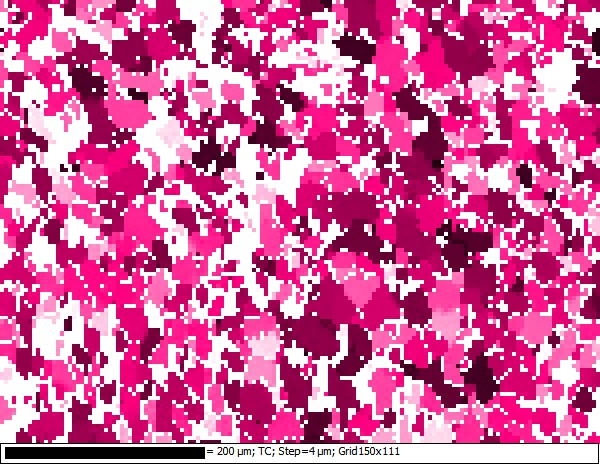 = 200 µm; TC; Step=4 µm; Grid150x111